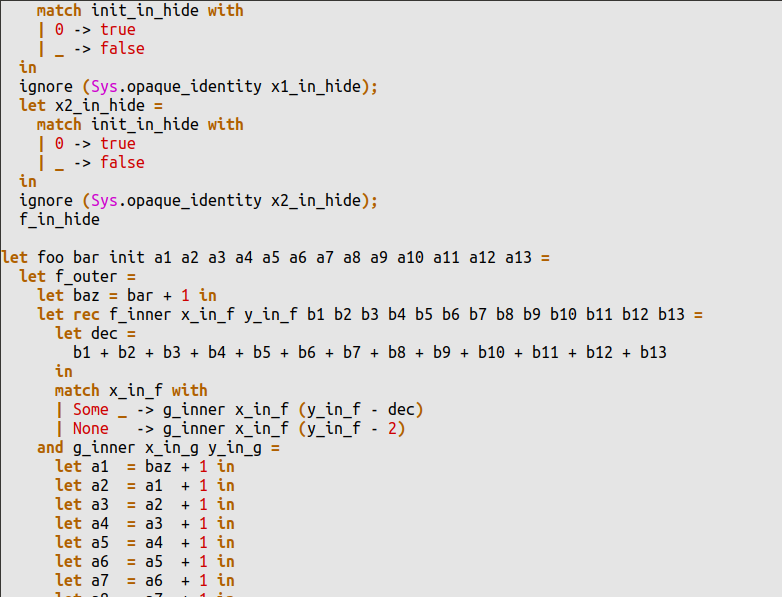 match init_in_hide with
    | 0 -> true
    | _ -> false
  in
  ignore (Sys.opaque_identity x1_in_hide);
  let x2_in_hide =
    match init_in_hide with
    | 0 -> true
    | _ -> false
  in
  ignore (Sys.opaque_identity x2_in_hide);
  f_in_hide

let foo bar init a1 a2 a3 a4 a5 a6 a7 a8 a9 a10 a11 a12 a13 =
  let f_outer =
    let baz = bar + 1 in
    let rec f_inner x_in_f y_in_f b1 b2 b3 b4 b5 b6 b7 b8 b9 b10 b11 b12 b13 =
      let dec =
        b1 + b2 + b3 + b4 + b5 + b6 + b7 + b8 + b9 + b10 + b11 + b12 + b13
      in
      match x_in_f with
      | Some _ -> g_inner x_in_f (y_in_f - dec)
      | None   -> g_inner x_in_f (y_in_f - 2)
    and g_inner x_in_g y_in_g =
      let a1  = baz + 1 in
      let a2  = a1  + 1 in
      let a3  = a2  + 1 in
      let a4  = a3  + 1 in
      let a5  = a4  + 1 in
      let a6  = a5  + 1 in
      let a7  = a6  + 1 in